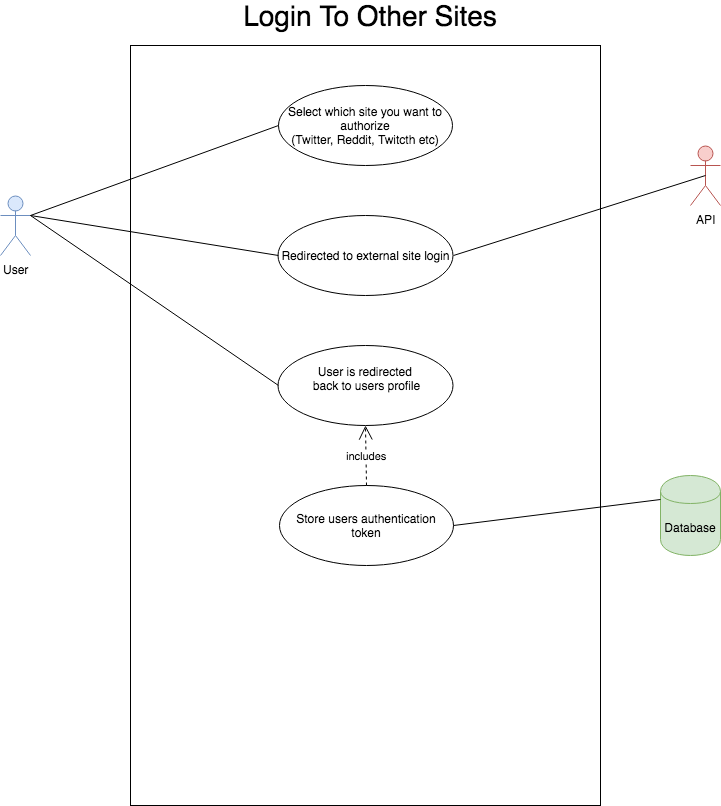 Login To Other Sites
Select which site you want to
authorize
(Twitter, Reddit, Twitcth etc)
API
User
Redirected to external site login
User is redirected
back to users profile
includes
Store users authentication
token
Database